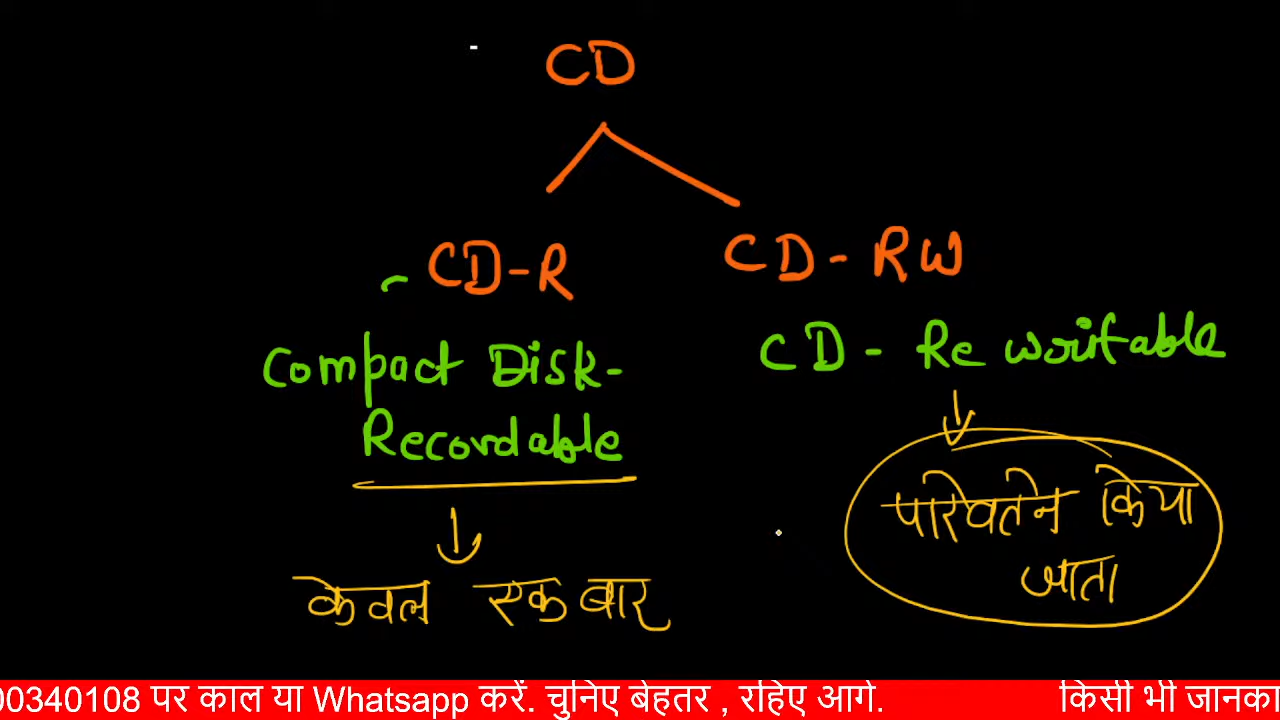 CD
CD-R
CD-RW
Compact Disk-
Recordable
CD-Rewritable
केवल एक बार
परिवर्तन किया
जाता
00340108 पर काल या Whatsapp करें. चुनिए बेहतर , रहिए आगे. किसी भी जानका